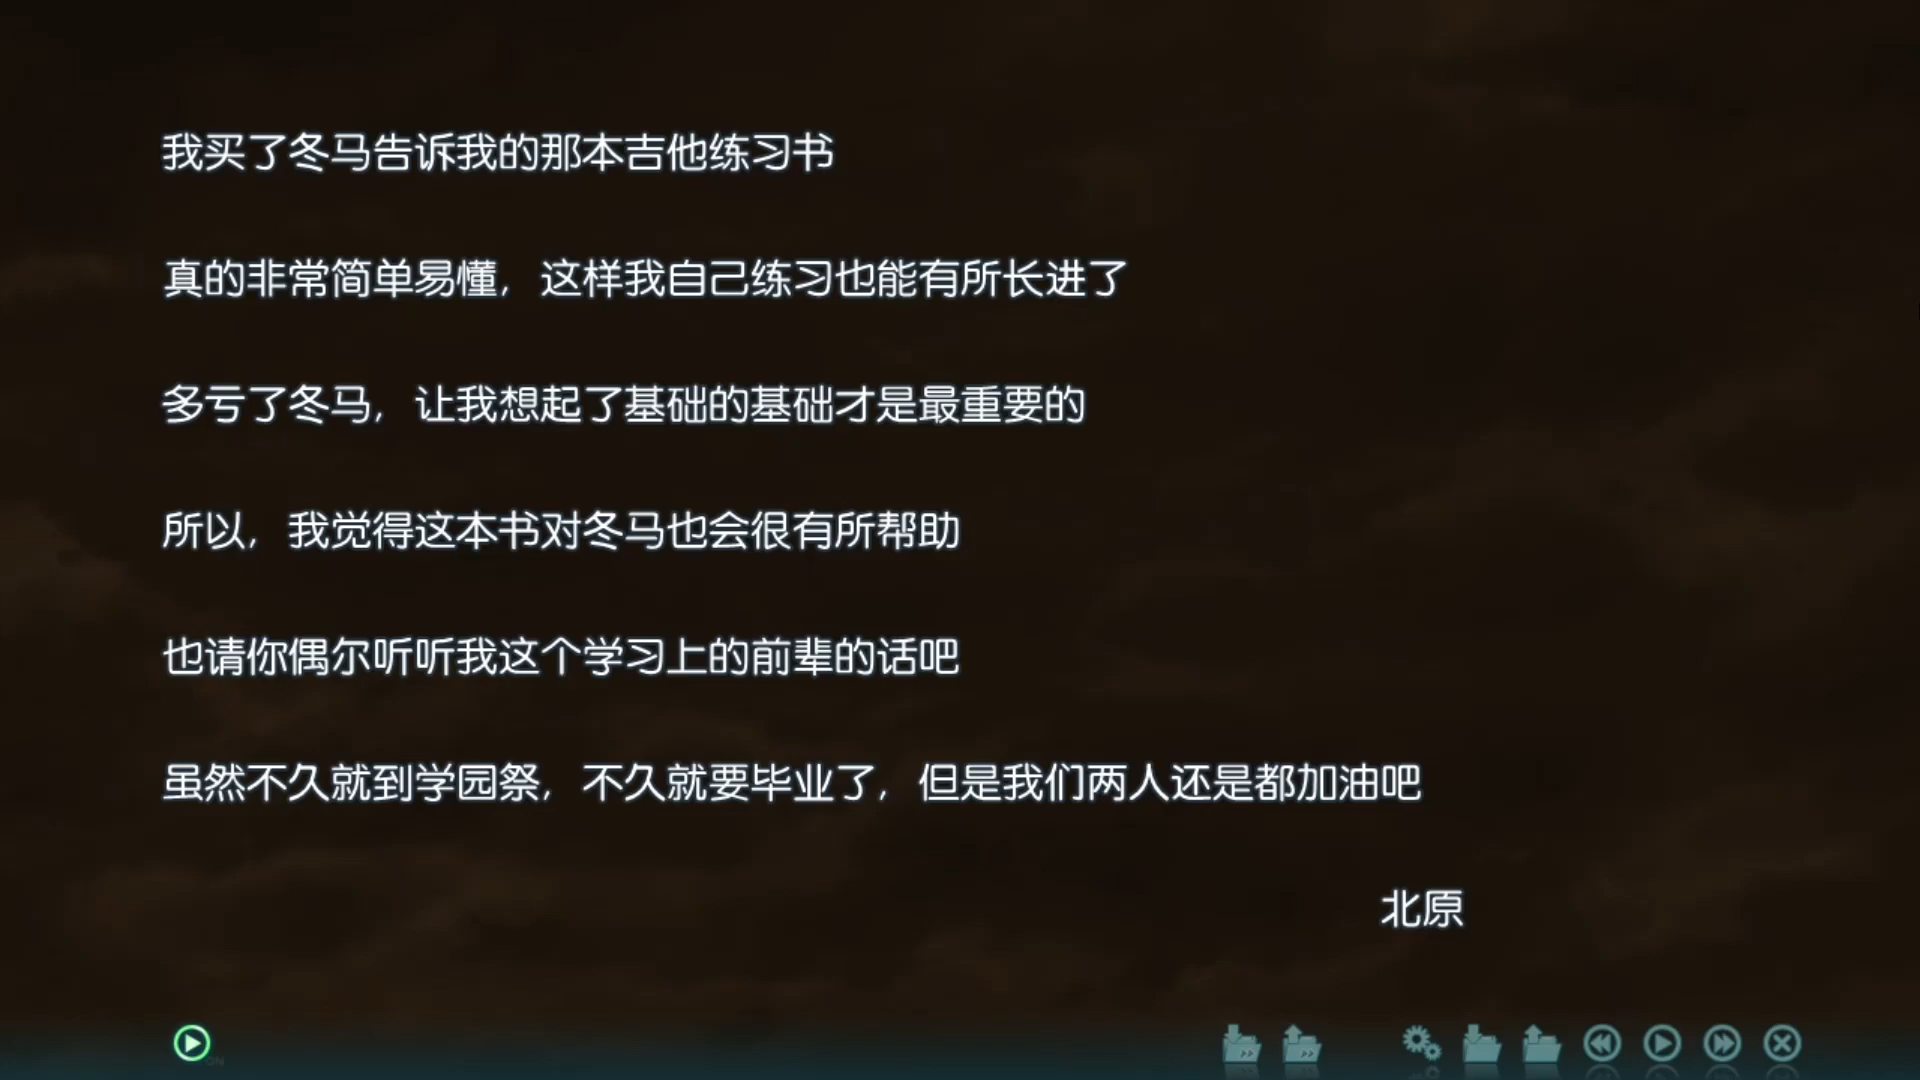 我买了冬马告诉我的那本吉他练习书
真的非常简单易懂，这样我自己练习也能有所长进了
多亏了冬马，让我想起了基础的基础才是最重要的
所以，我觉得这本书对冬马也会很有所帮助
也请你偶尔听听我这个学习上的前辈的话吧
虽然不久就到学园祭，不久就要毕业了，但是我们两人还是都加油吧
北原
ON